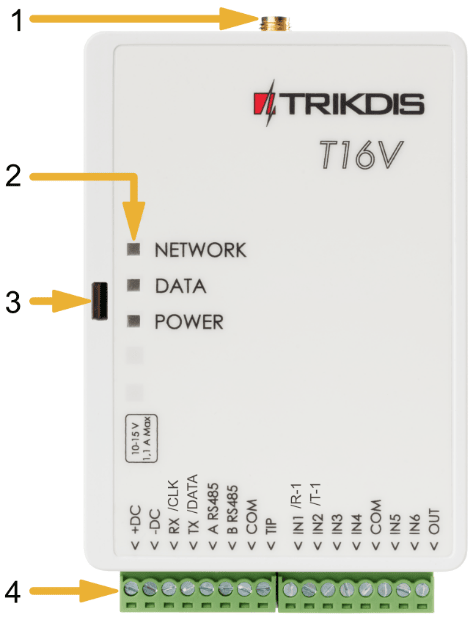 1
TRIKDIS
T16V
2
NETWORK
3
DATA
POWER
10-15 V
1,1 A Max
< +DC
< -DC
< RX /CLK
< TX /DATA
< A RS485
< B RS485
< COM
< TIP
< IN1 /R-1
< IN2 /T-1
< IN3
< IN4
< COM
< IN5
< IN6
< OUT
4